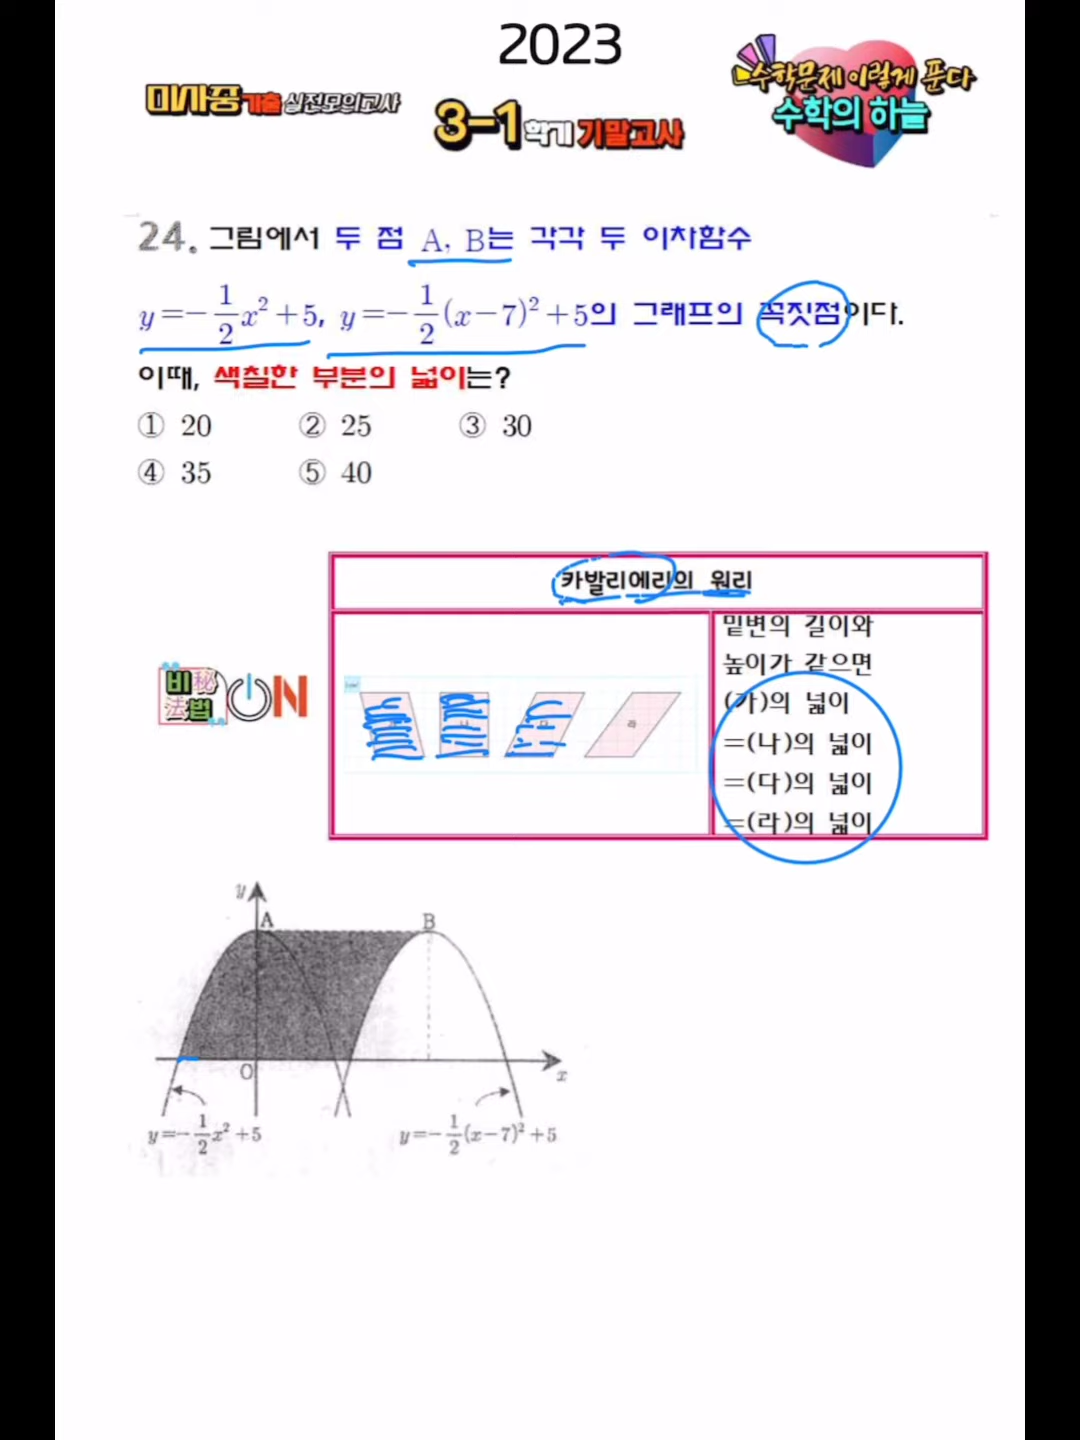 2023
미사중기출 실전모의고사
3-1학기 기말고사
수학문제 이렇게 푼다
수학의 하늘
24. 그림에서 두 점 A, B는 각각 두 이차함수
y=-1/2x²+5, y=-1/2(x-7)²+5의 그래프의 꼭짓점이다.
이때, 색칠한 부분의 넓이는?
① 20 ② 25 ③ 30
④ 35 ⑤ 40
카발리에리의 원리
비秘
法법
ON
밑변의 길이와
높이가 같으면
(가)의 넓이
=(나)의 넓이
=(다)의 넓이
=(라)의 넓이
나 다 라
y
A B
O x
y=-1/2x²+5 y=-1/2(x-7)²+5